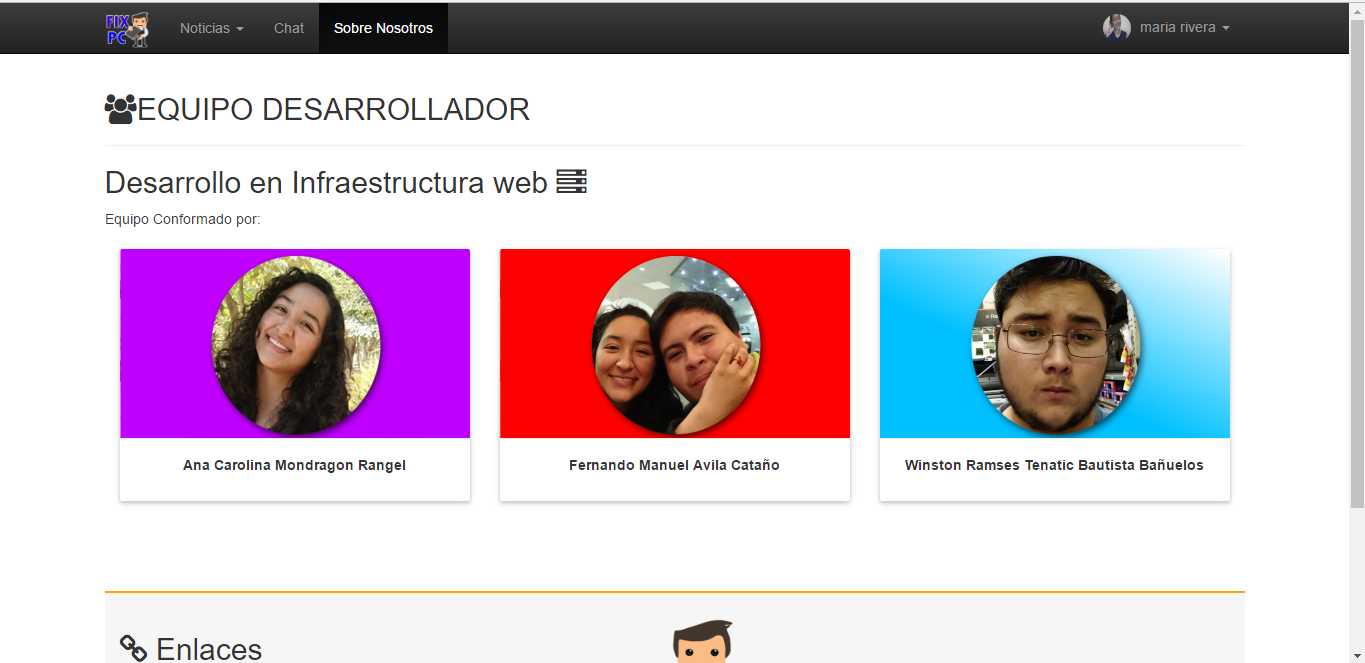 FIX
PC
Noticias
Chat
Sobre Nosotros
maria rivera
EQUIPO DESARROLLADOR
Desarrollo en Infraestructura web
Equipo Conformado por:
Ana Carolina Mondragon Rangel
Fernando Manuel Avila Cataño
Winston Ramses Tenatic Bautista Bañuelos
Enlaces